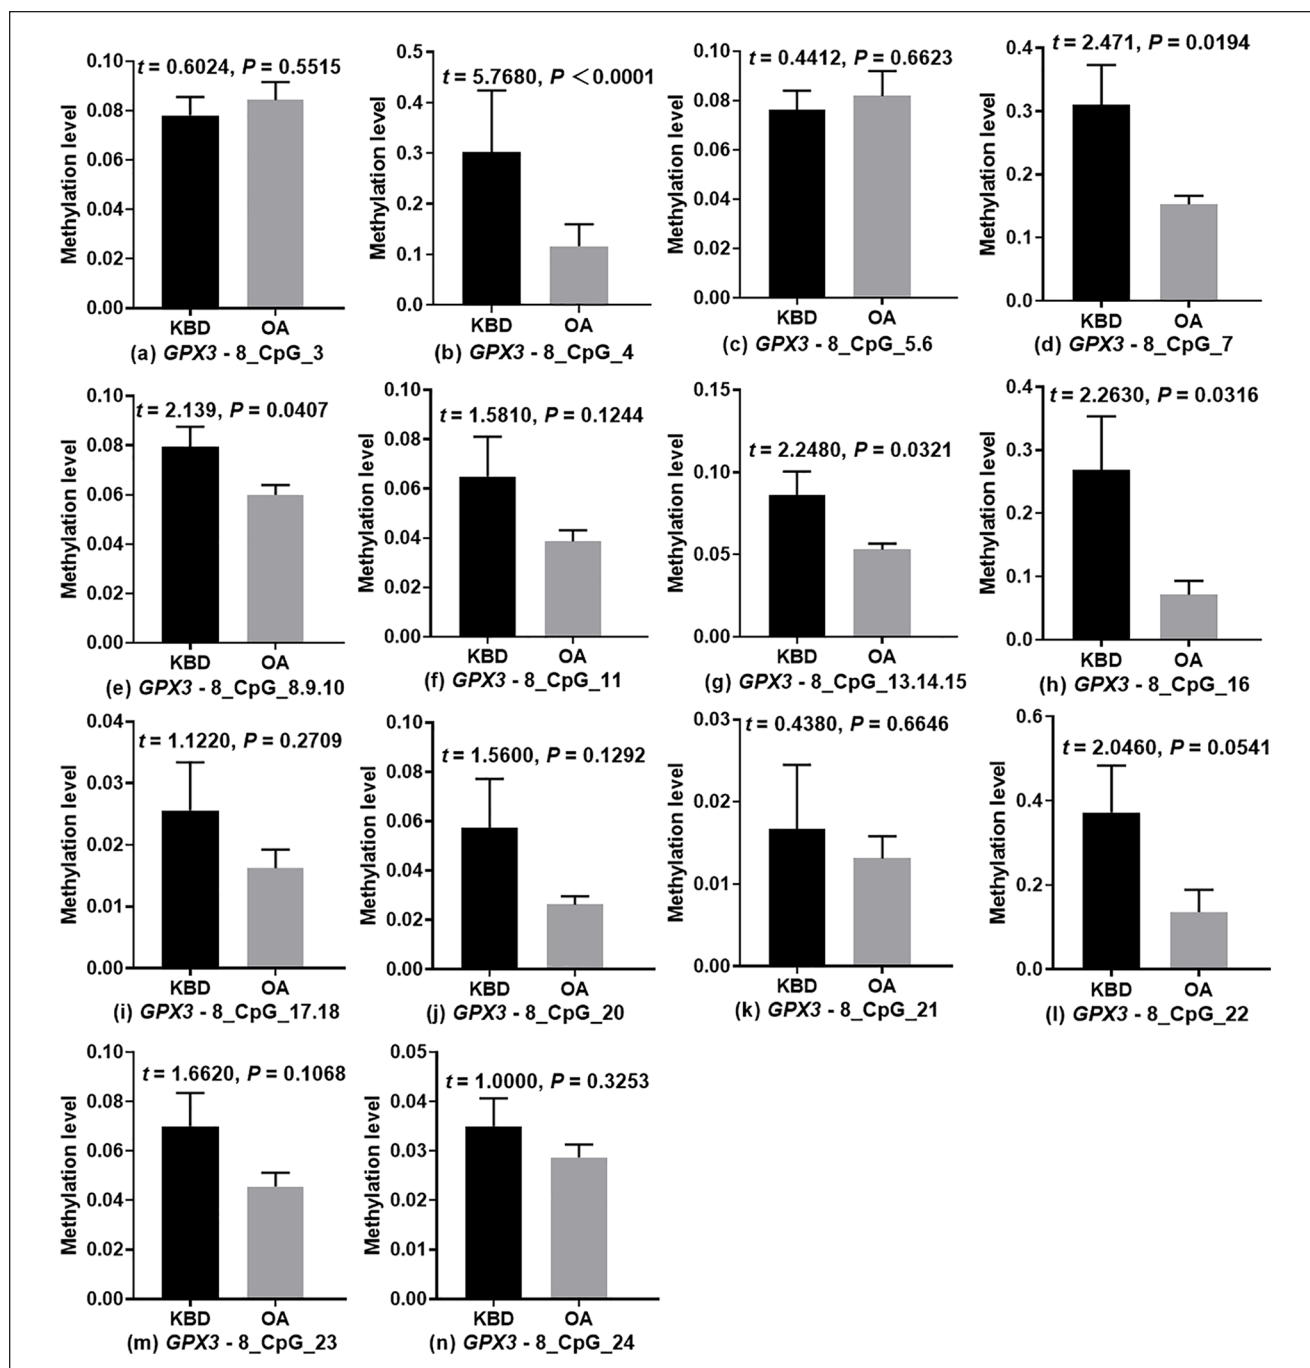 t = 0.6024, P = 0.5515
Methylation level
0.10
0.08
0.06
0.04
0.02
0.00
KBD OA
(a) GPX3 - 8_CpG_3
t = 5.7680, P <0.0001
Methylation level
0.5
0.4
0.3
0.2
0.1
0.0
KBD OA
(b) GPX3 - 8_CpG_4
t = 0.4412, P = 0.6623
Methylation level
0.10
0.08
0.06
0.04
0.02
0.00
KBD OA
(c) GPX3 - 8_CpG_5.6
t = 2.471, P = 0.0194
Methylation level
0.4
0.3
0.2
0.1
0.0
KBD OA
(d) GPX3 - 8_CpG_7
t = 2.139, P = 0.0407
Methylation level
0.10
0.08
0.06
0.04
0.02
0.00
KBD OA
(e) GPX3 - 8_CpG_8.9.10
t = 1.5810, P = 0.1244
Methylation level
0.10
0.08
0.06
0.04
0.02
0.00
KBD OA
(f) GPX3 - 8_CpG_11
t = 2.2480, P = 0.0321
Methylation level
0.15
0.10
0.05
0.00
KBD OA
(g) GPX3 - 8_CpG_13.14.15
t = 2.2630, P = 0.0316
Methylation level
0.4
0.3
0.2
0.1
0.0
KBD OA
(h) GPX3 - 8_CpG_16
t = 1.1220, P = 0.2709
Methylation level
0.04
0.03
0.02
0.01
0.00
KBD OA
(i) GPX3 - 8_CpG_17.18
t = 1.5600, P = 0.1292
Methylation level
0.10
0.08
0.06
0.04
0.02
0.00
KBD OA
(j) GPX3 - 8_CpG_20
t = 0.4380, P = 0.6646
Methylation level
0.03
0.02
0.01
0.00
KBD OA
(k) GPX3 - 8_CpG_21
t = 2.0460, P = 0.0541
Methylation level
0.6
0.4
0.2
0.0
KBD OA
(l) GPX3 - 8_CpG_22
t = 1.6620, P = 0.1068
Methylation level
0.10
0.08
0.06
0.04
0.02
0.00
KBD OA
(m) GPX3 - 8_CpG_23
t = 1.0000, P = 0.3253
Methylation level
0.05
0.04
0.03
0.02
0.01
0.00
KBD OA
(n) GPX3 - 8_CpG_24